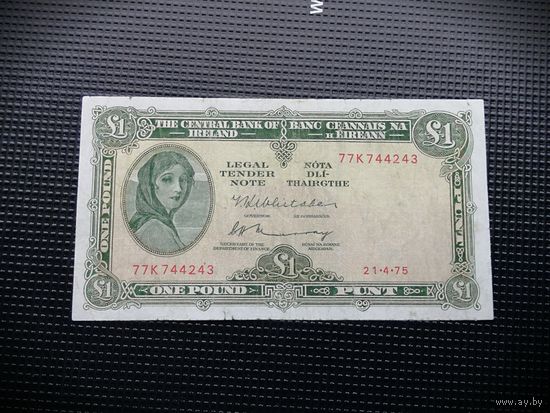 £1
THE CENTRAL BANK OF IRELAND
BANC CEANNAIS NA hÉIREANN
£1
77K744243
LEGAL TENDER NOTE
NÓTA DLÍ-THAIRGTHE
ONE POUND
GOVERNOR
SECRETARY OF THE DEPARTMENT OF FINANCE
77K744243
£1
21·4·75
£1
ONE POUND
PUNT
£1
www.ay.by